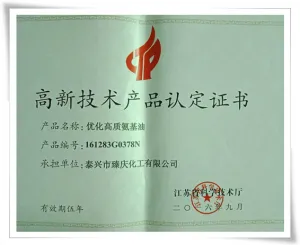 高新技术产品认定证书
产品名称：优化高质氨基油
产品编号：161283G0378N
承担单位：泰兴市臻庆化工有限公司
江苏省科学技术厅
有效期伍年
二〇一六年九月